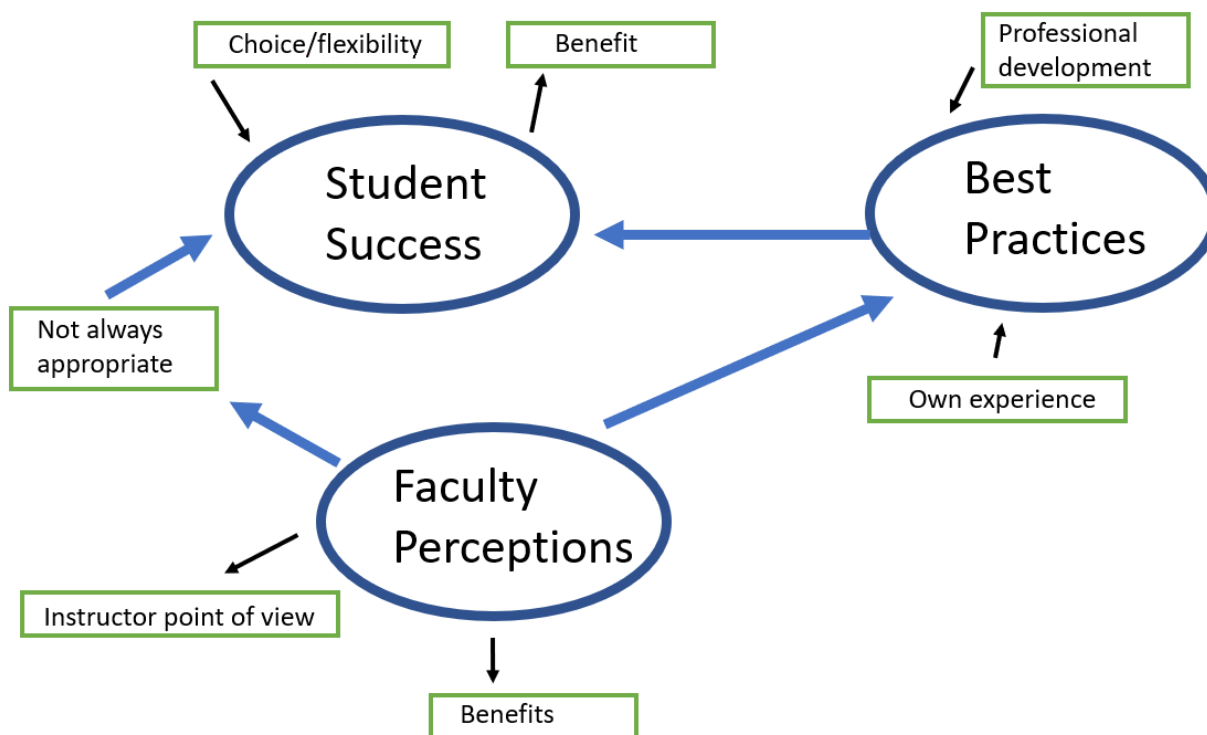 Choice/flexibility
Benefit
Professional
development
Student
Success
Best
Practices
Not always
appropriate
Own experience
Faculty
Perceptions
Instructor point of view
Benefits